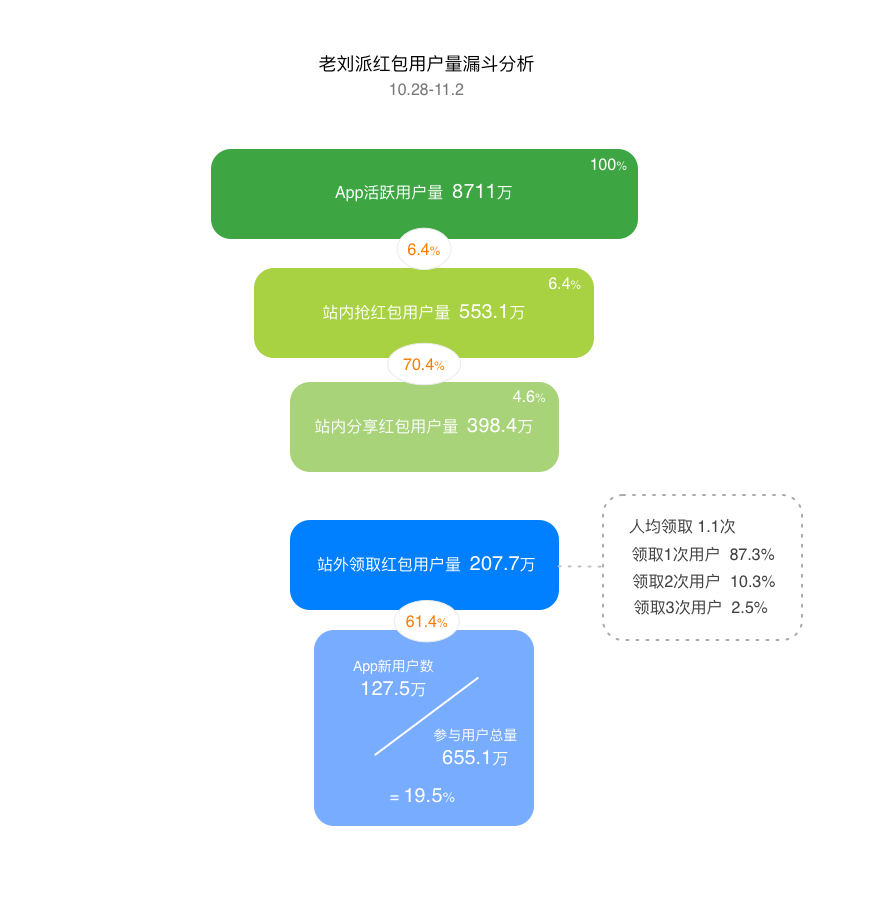 老刘派红包用户量漏斗分析
10.28-11.2
100%
App活跃用户量 8711万
6.4%
6.4%
站内抢红包用户量 553.1万
70.4%
4.6%
站内分享红包用户量 398.4万
站外领取红包用户量 207.7万
人均领取 1.1次
领取1次用户 87.3%
领取2次用户 10.3%
领取3次用户 2.5%
61.4%
App新用户数
127.5万
参与用户总量
655.1万
= 19.5%